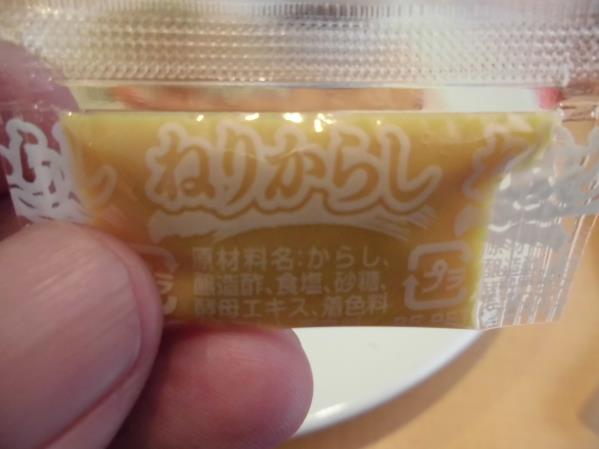 ねりからし
原材料名:からし、
醸造酢、食塩、砂糖、
酵母エキス、着色料
プラ